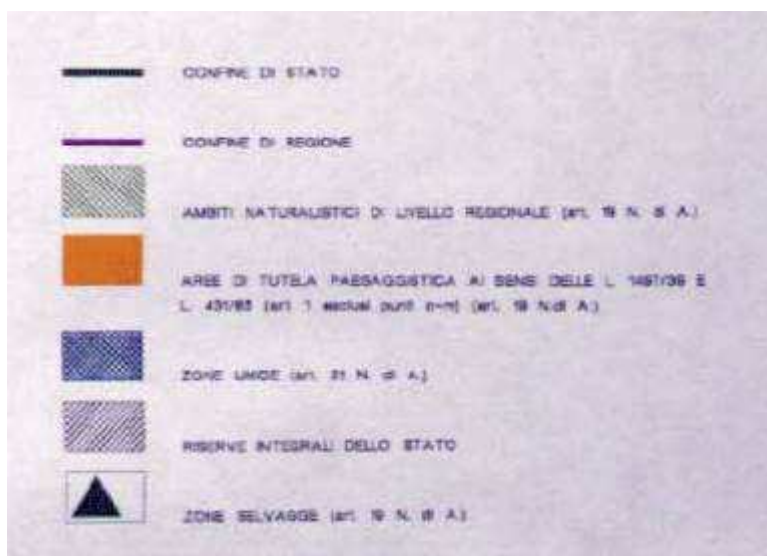 CONFINE DI STATO
CONFINE DI REGIONE
AMBITI NATURALISTICI DI LIVELLO REGIONALE (art. 19 N. di A.)
AREE DI TUTELA PAESAGGISTICA AI SENSI DELLE L. 1497/39 E
L. 431/85 (art. 1 esclusi punti) (art. 19 N.di A.)
ZONE UMIDE (art. 21 N. di A.)
RISERVE INTEGRALI DELLO STATO
ZONE SELVAGGE (art. 19 N. di A.)